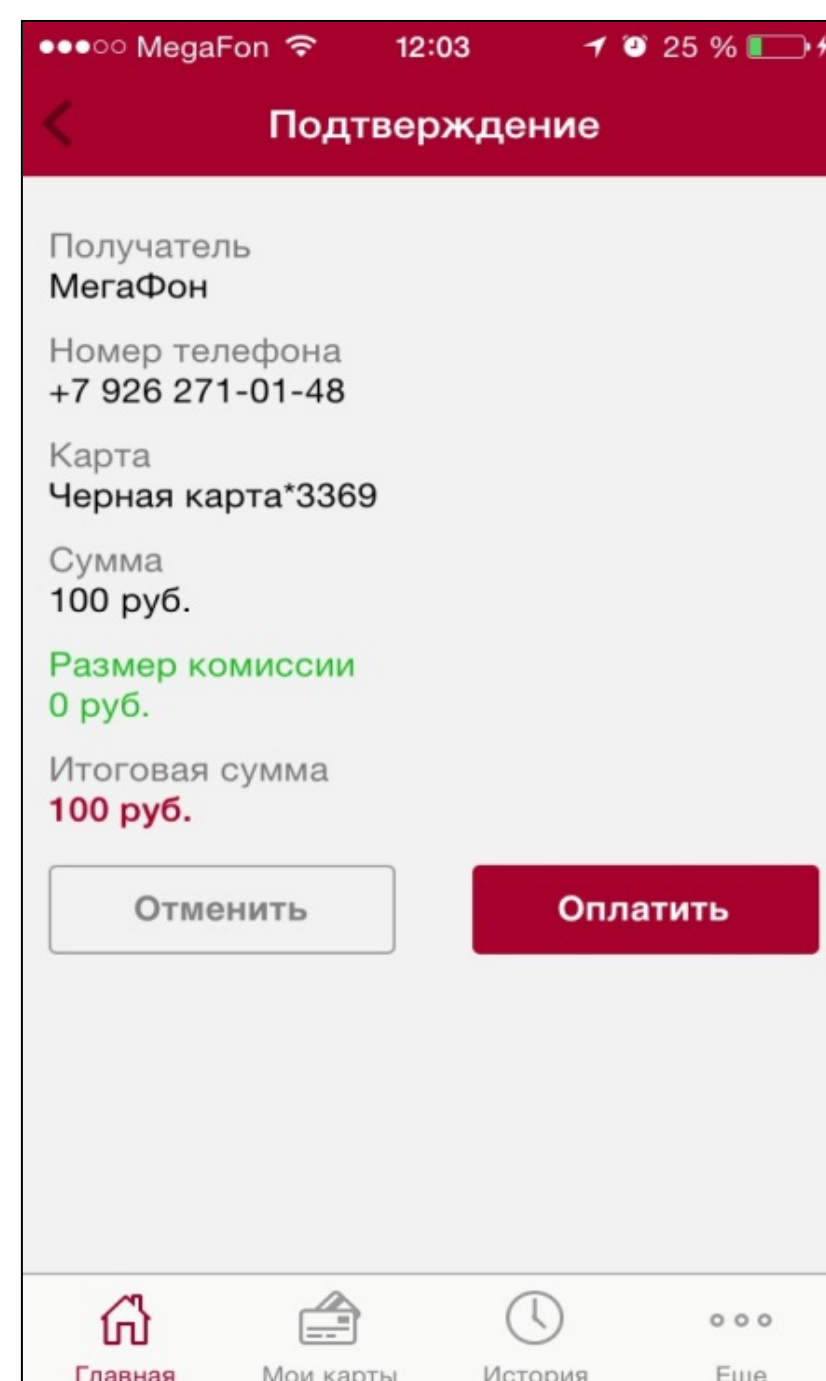 MegaFon 12:03 25 %
Подтверждение
Получатель
МегаФон
Номер телефона
+7 926 271-01-48
Карта
Черная карта*3369
Сумма
100 руб.
Размер комиссии
0 руб.
Итоговая сумма
100 руб.
Отменить Оплатить
Главная Мои карты История Еще